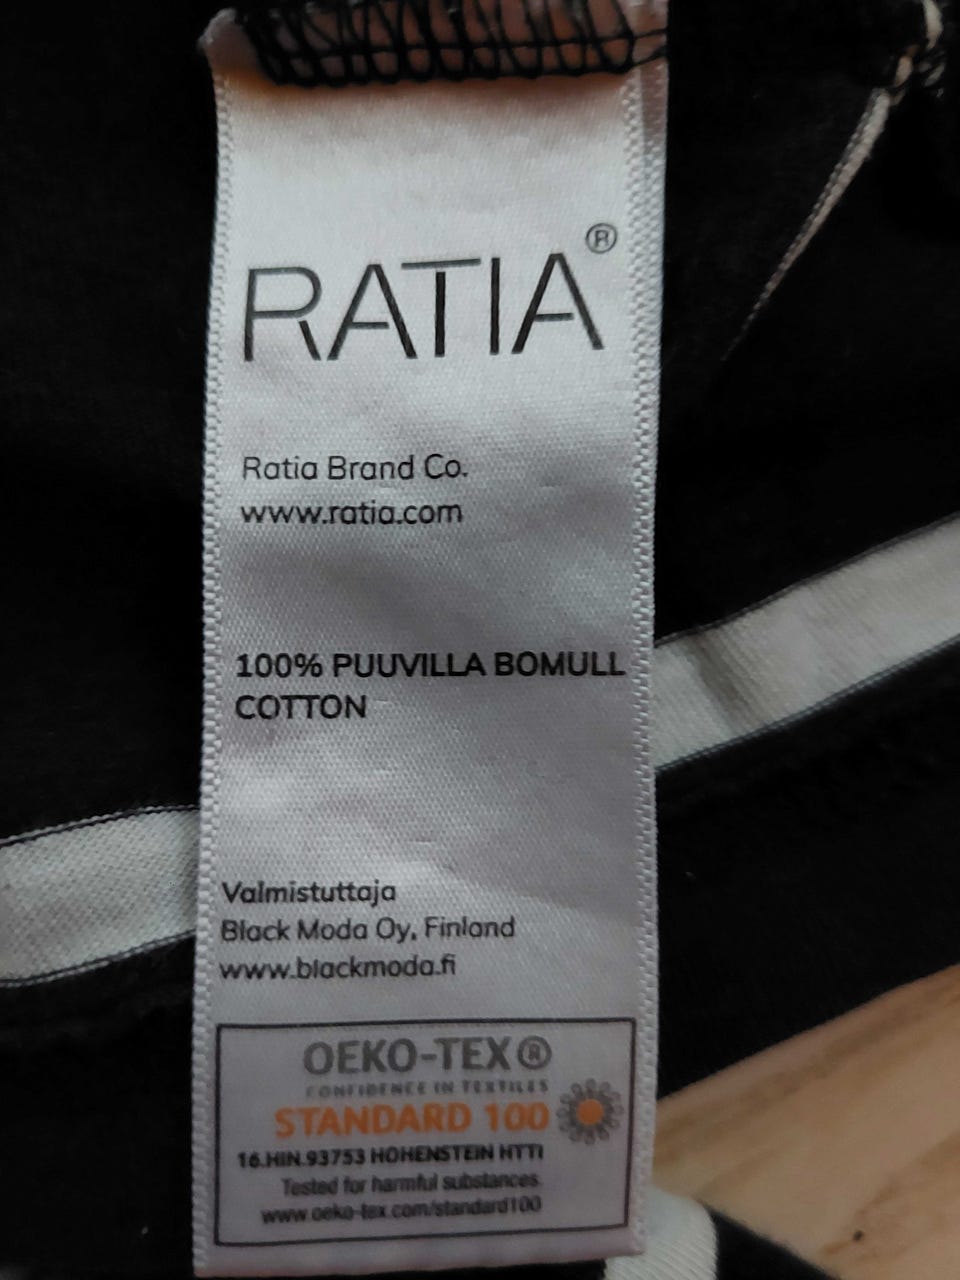 RATIA®
Ratia Brand Co.
www.ratia.com
100% PUUVILLA BOMULL
COTTON
Valmistuttaja
Black Moda Oy, Finland
www.blackmoda.fi
OEKO-TEX®
CONFIDENCE IN TEXTILES
STANDARD 100
16.HIN.93753 HOHENSTEIN HTTI
Tested for harmful substances.
www.oeko-tex.com/standard100